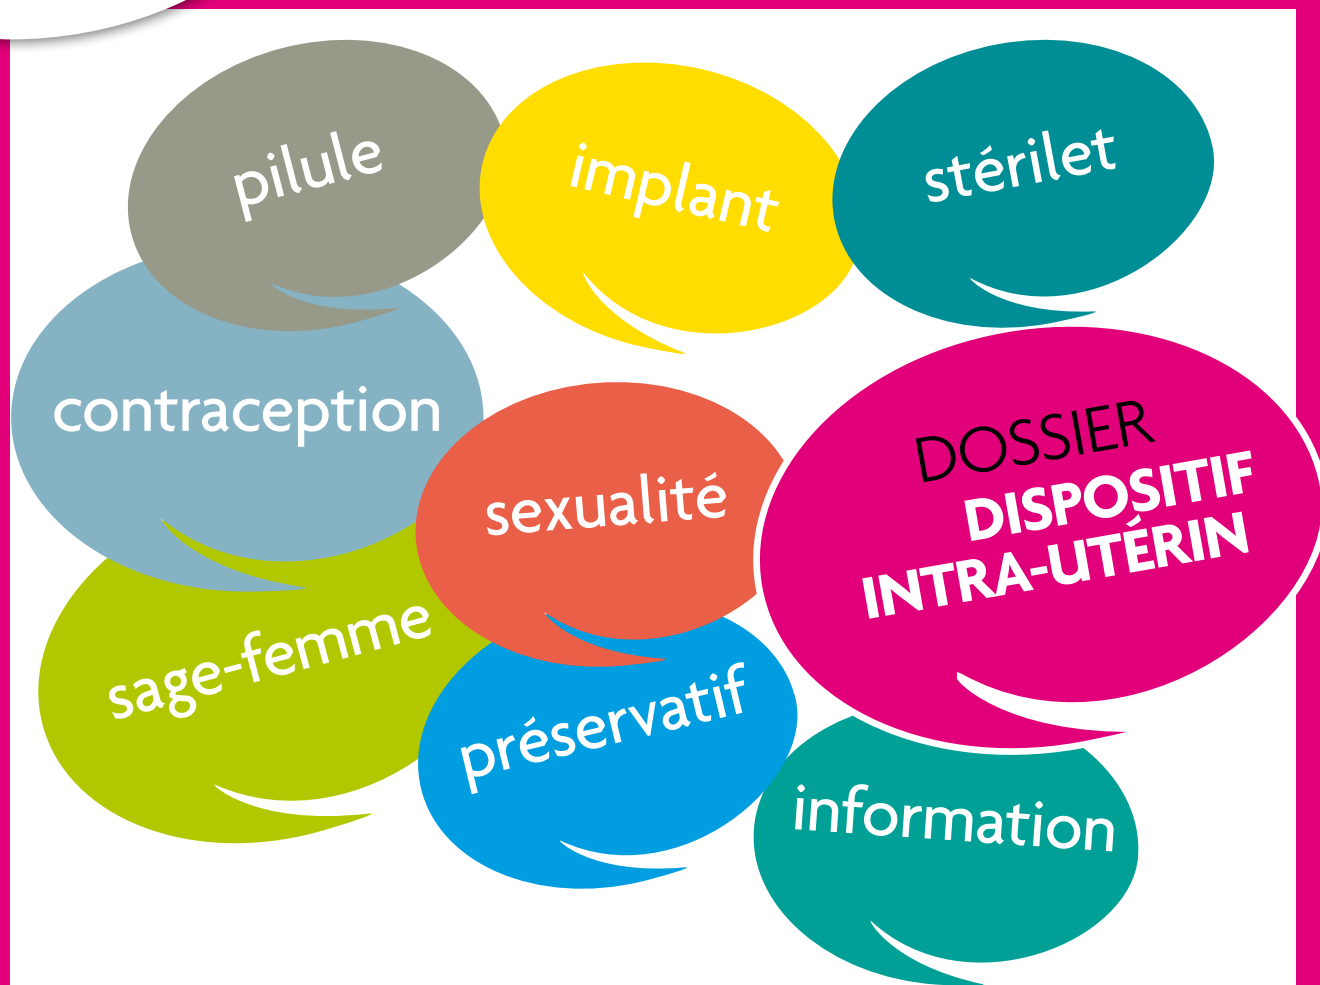 pilule
implant
stérilet
contraception
sexualité
DOSSIER
DISPOSITIF
INTRA-UTÉRIN
sage-femme
préservatif
information